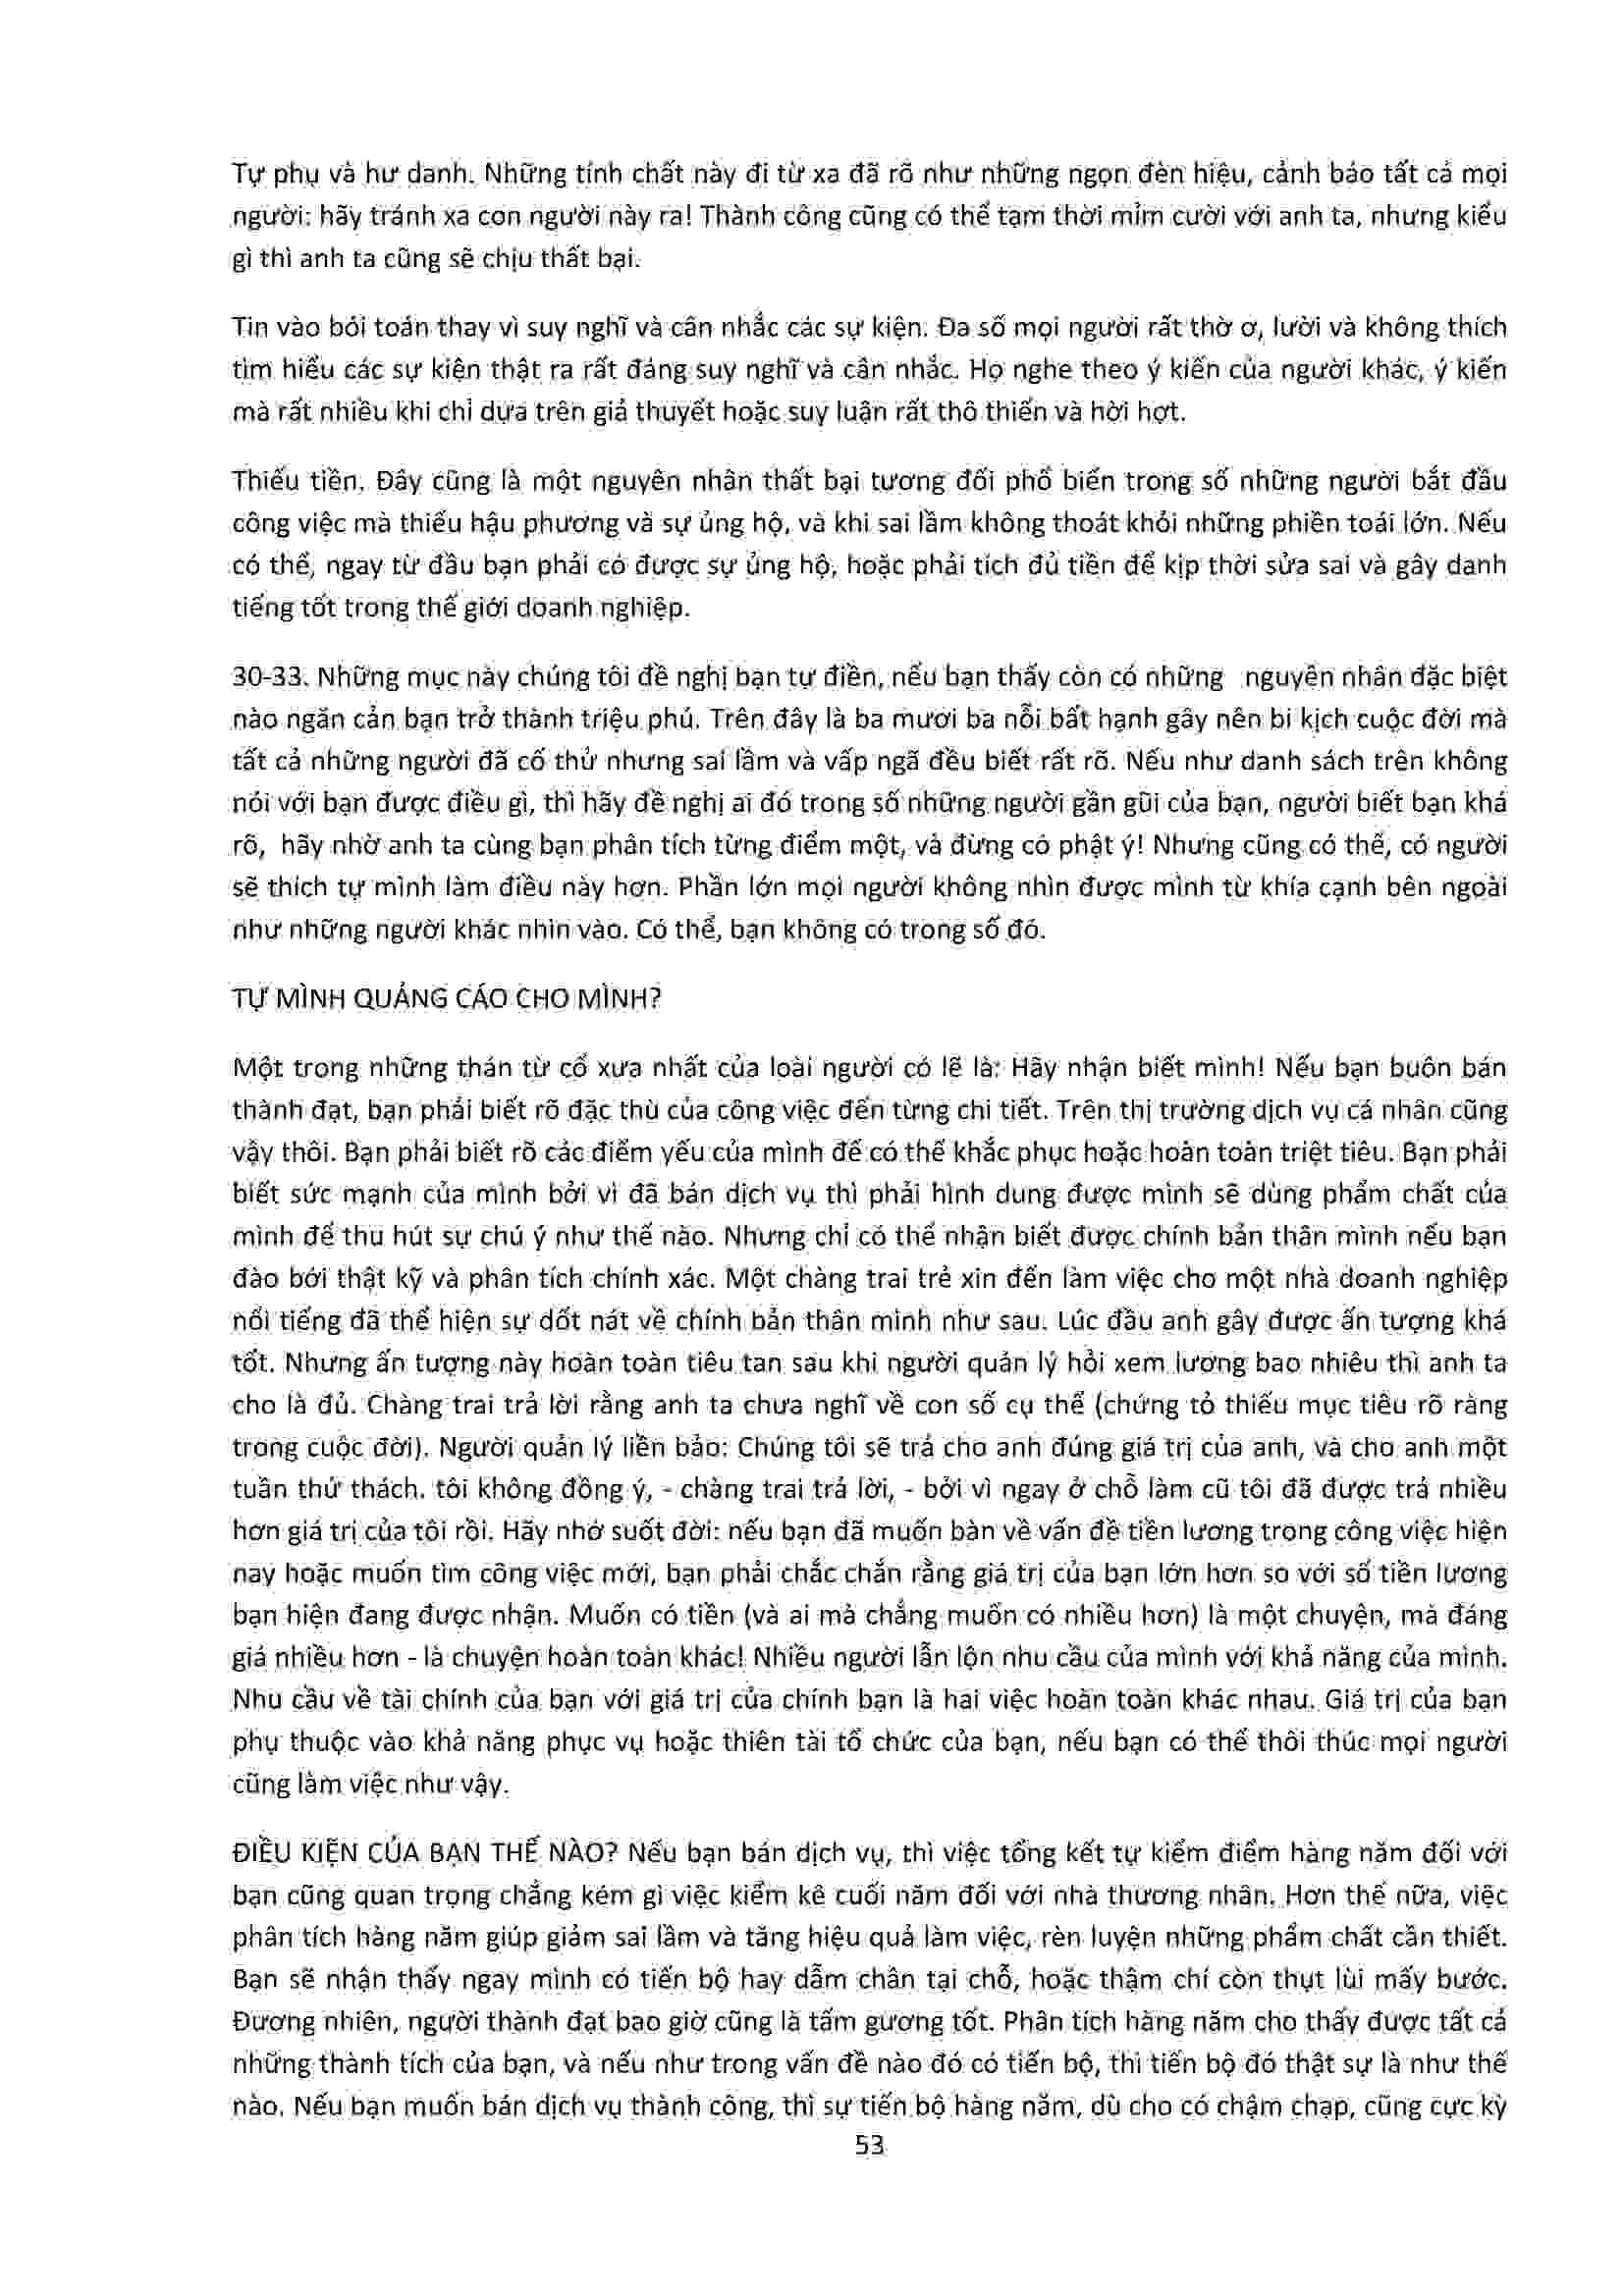 Tự phụ và hư danh. Những tính chất này đi từ xa đã rõ như những ngọn đèn hiệu, cảnh báo tất cả mọi
người: hãy tránh xa con người này ra! Thành công cũng có thể tạm thời mỉm cười với anh ta, nhưng kiểu
gì thì anh ta cũng sẽ chịu thất bại.
Tin vào bói toán thay vì suy nghĩ và cân nhắc các sự kiện. Đa số mọi người rất thờ ơ, lười và không thích
tìm hiểu các sự kiện thật ra rất đáng suy nghĩ và cân nhắc. Họ nghe theo ý kiến của người khác, ý kiến
mà rất nhiều khi chỉ dựa trên giả thuyết hoặc suy luận rất thô thiển và hời hợt.
Thiếu tiền. Đây cũng là một nguyên nhân thất bại tương đối phổ biến trong số những người bắt đầu
công việc mà thiếu hậu phương và sự ủng hộ, và khi sai lầm không thoát khỏi những phiền toái lớn. Nếu
có thể, ngay từ đầu bạn phải có được sự ủng hộ, hoặc phải tích đủ tiền để kịp thời sửa sai và gây danh
tiếng tốt trong thế giới doanh nghiệp.
30-33. Những mục này chúng tôi đề nghị bạn tự điền, nếu bạn thấy còn có những nguyên nhân đặc biệt
nào ngăn cản bạn trở thành triệu phú. Trên đây là ba mươi ba nỗi bất hạnh gây nên bi kịch cuộc đời mà
tất cả những người đã cố thử nhưng sai lầm và vấp ngã đều biết rất rõ. Nếu như danh sách trên không
nói với bạn được điều gì, thì hãy đề nghị ai đó trong số những người gần gũi của bạn, người biết bạn khá
rõ, hãy nhờ anh ta cùng bạn phân tích từng điểm một, và đừng có phật ý! Nhưng cũng có thể, có người
sẽ thích tự mình làm điều này hơn. Phần lớn mọi người không nhìn được mình từ khía cạnh bên ngoài
như những người khác nhìn vào. Có thể, bạn không có trong số đó.
TỰ MÌNH QUẢNG CÁO CHO MÌNH?
Một trong những thán từ cổ xưa nhất của loài người có lẽ là: Hãy nhận biết mình! Nếu bạn buôn bán
thành đạt, bạn phải biết rõ đặc thù của công việc đến từng chi tiết. Trên thị trường dịch vụ cá nhân cũng
vậy thôi. Bạn phải biết rõ các điểm yếu của mình để có thể khắc phục hoặc hoàn toàn triệt tiêu. Bạn phải
biết sức mạnh của mình bởi vì đã bán dịch vụ thì phải hình dung được mình sẽ dùng phẩm chất của
mình để thu hút sự chú ý như thế nào. Nhưng chỉ có thể nhận biết được chính bản thân mình nếu bạn
đào bới thật kỹ và phân tích chính xác. Một chàng trai trẻ xin đến làm việc cho một nhà doanh nghiệp
nổi tiếng đã thể hiện sự dốt nát về chính bản thân mình như sau. Lúc đầu anh gây được ấn tượng khá
tốt. Nhưng ấn tượng này hoàn toàn tiêu tan sau khi người quản lý hỏi xem lương bao nhiêu thì anh ta
cho là đủ. Chàng trai trả lời rằng anh ta chưa nghĩ về con số cụ thể (chứng tỏ thiếu mục tiêu rõ ràng
trong cuộc đời). Người quản lý liền bảo: Chúng tôi sẽ trả cho anh đúng giá trị của anh, và cho anh một
tuần thử thách. tôi không đồng ý, - chàng trai trả lời, - bởi vì ngay ở chỗ làm cũ tôi đã được trả nhiều
hơn giá trị của tôi rồi. Hãy nhớ suốt đời: nếu bạn đã muốn bàn về vấn đề tiền lương trong công việc hiện
nay hoặc muốn tìm công việc mới, bạn phải chắc chắn rằng giá trị của bạn lớn hơn so với số tiền lương
bạn hiện đang được nhận. Muốn có tiền (và ai mà chẳng muốn có nhiều hơn) là một chuyện, mà đáng
giá nhiều hơn - là chuyện hoàn toàn khác! Nhiều người lẫn lộn nhu cầu của mình với khả năng của mình.
Nhu cầu về tài chính của bạn với giá trị của chính bạn là hai việc hoàn toàn khác nhau. Giá trị của bạn
phụ thuộc vào khả năng phục vụ hoặc thiên tài tổ chức của bạn, nếu bạn có thể thôi thúc mọi người
cũng làm việc như vậy.
ĐIỀU KIỆN CỦA BẠN THẾ NÀO? Nếu bạn bán dịch vụ, thì việc tổng kết tự kiểm điểm hàng năm đối với
bạn cũng quan trọng chẳng kém gì việc kiểm kê cuối năm đối với nhà thương nhân. Hơn thế nữa, việc
phân tích hàng năm giúp giảm sai lầm và tăng hiệu quả làm việc, rèn luyện những phẩm chất cần thiết.
Bạn sẽ nhận thấy ngay mình có tiến bộ hay dẫm chân tại chỗ, hoặc thậm chí còn thụt lùi mấy bước.
Đương nhiên, người thành đạt bao giờ cũng là tấm gương tốt. Phân tích hàng năm cho thấy được tất cả
những thành tích của bạn, và nếu như trong vấn đề nào đó có tiến bộ, thì tiến bộ đó thật sự là như thế
nào. Nếu bạn muốn bán dịch vụ thành công, thì sự tiến bộ hàng năm, dù cho có chậm chạp, cũng cực kỳ
53